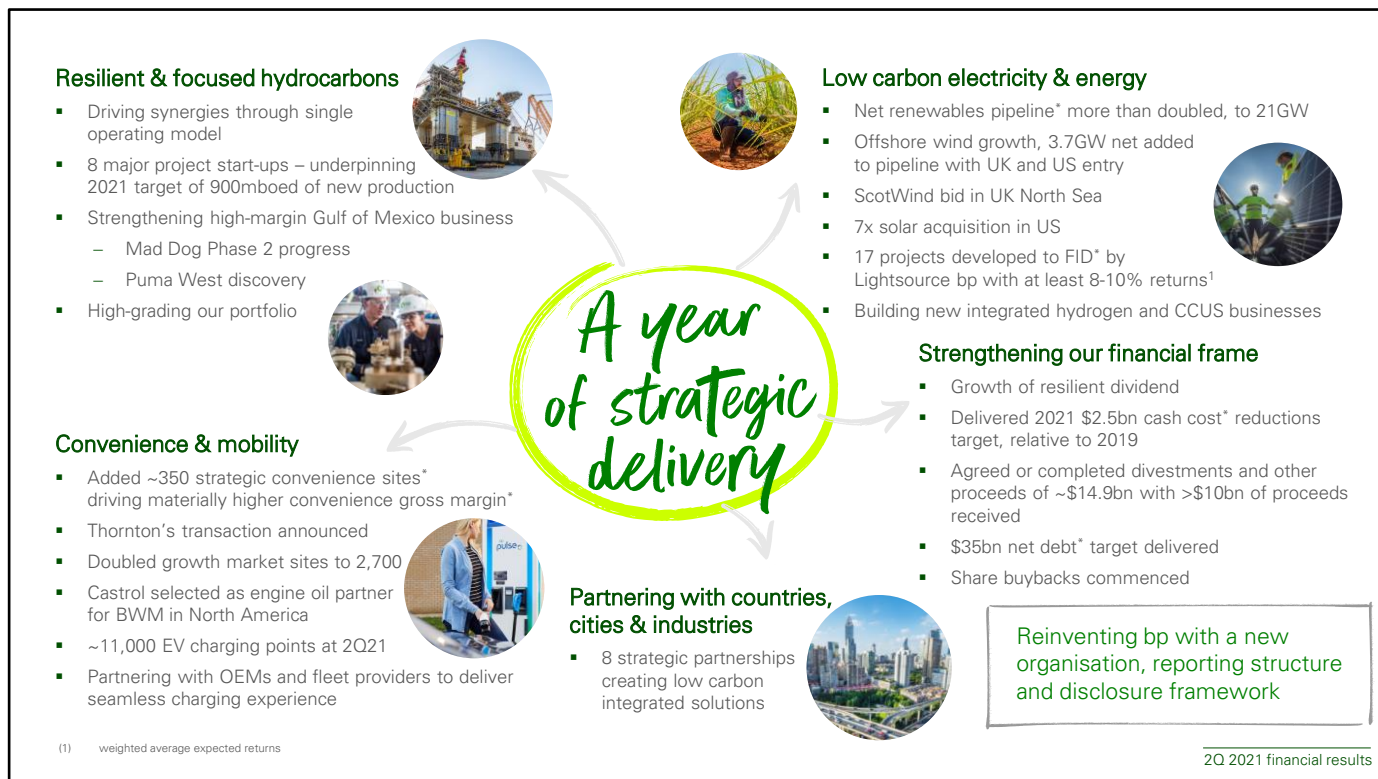 Resilient & focused hydrocarbons
▪ Driving synergies through single
operating model
▪ 8 major project start-ups – underpinning
2021 target of 900mboed of new production
▪ Strengthening high-margin Gulf of Mexico business
– Mad Dog Phase 2 progress
– Puma West discovery
▪ High-grading our portfolio
Low carbon electricity & energy
▪ Net renewables pipeline* more than doubled, to 21GW
▪ Offshore wind growth, 3.7GW net added
to pipeline with UK and US entry
▪ ScotWind bid in UK North Sea
▪ 7x solar acquisition in US
▪ 17 projects developed to FID* by
Lightsource bp with at least 8-10% returns¹
▪ Building new integrated hydrogen and CCUS businesses
A year
of strategic
delivery
Convenience & mobility
▪ Added ~350 strategic convenience sites*
driving materially higher convenience gross margin*
▪ Thornton’s transaction announced
▪ Doubled growth market sites to 2,700
▪ Castrol selected as engine oil partner
for BWM in North America
▪ ~11,000 EV charging points at 2Q21
▪ Partnering with OEMs and fleet providers to deliver
seamless charging experience
pulse
Strengthening our financial frame
▪ Growth of resilient dividend
▪ Delivered 2021 $2.5bn cash cost* reductions
target, relative to 2019
▪ Agreed or completed divestments and other
proceeds of ~$14.9bn with >$10bn of proceeds
received
▪ $35bn net debt* target delivered
▪ Share buybacks commenced
Partnering with countries,
cities & industries
▪ 8 strategic partnerships
creating low carbon
integrated solutions
Reinventing bp with a new
organisation, reporting structure
and disclosure framework
(1) weighted average expected returns
2Q 2021 financial results